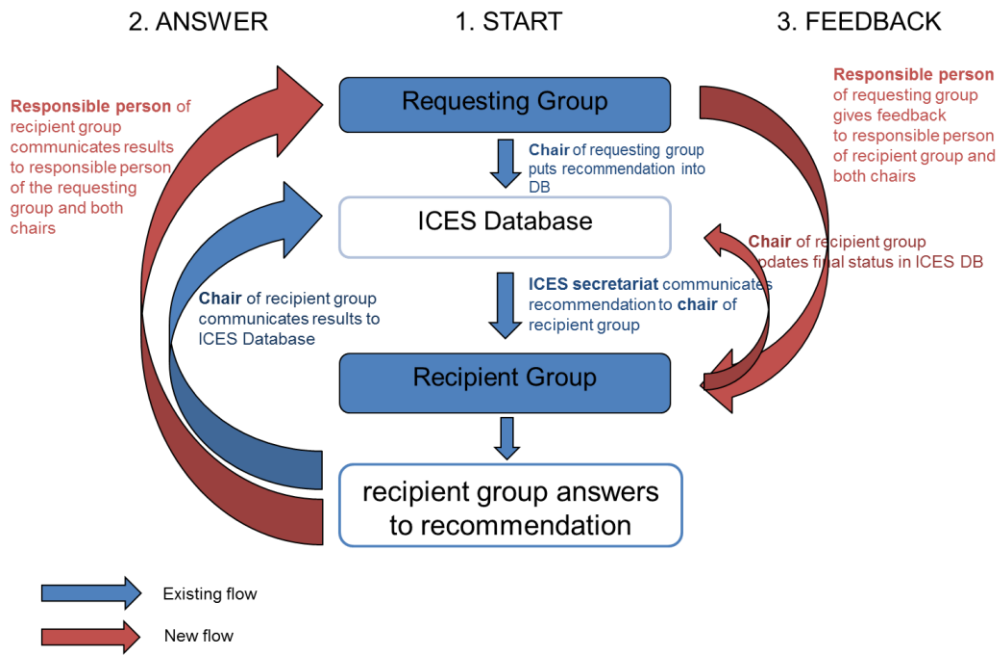 2. ANSWER
1. START
3. FEEDBACK
Responsible person of
recipient group
communicates results
to responsible person
of the requesting
group and both
chairs
Requesting Group
Responsible person
of requesting group
gives feedback
to responsible person
of recipient group and
both chairs
Chair of requesting group
puts recommendation into
DB
ICES Database
Chair of recipient group
updates final status in ICES DB
Chair of recipient group
communicates results to
ICES Database
ICES secretariat communicates
recommendation to chair of
recipient group
Recipient Group
recipient group answers
to recommendation
Existing flow
New flow